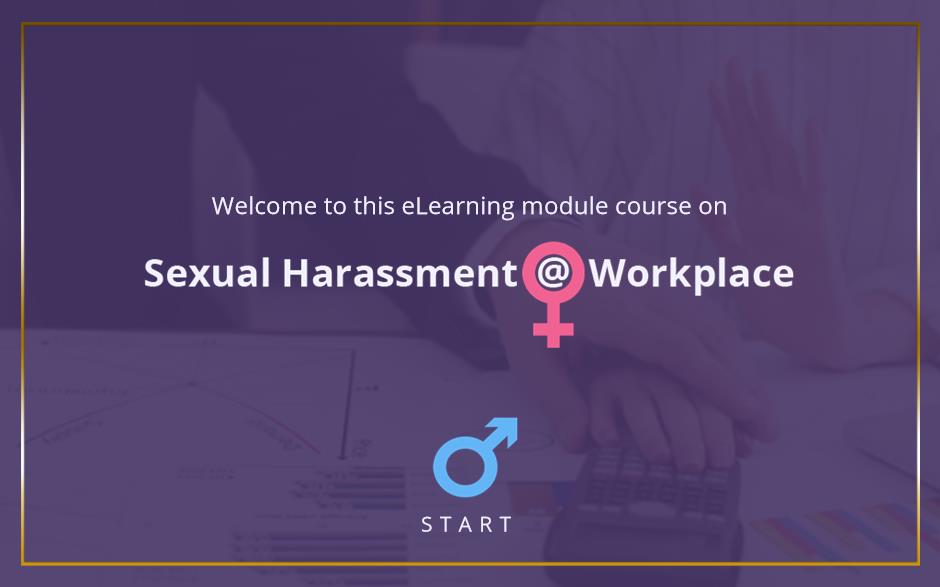 Welcome to this eLearning module course on
Sexual Harassment @ Workplace
START